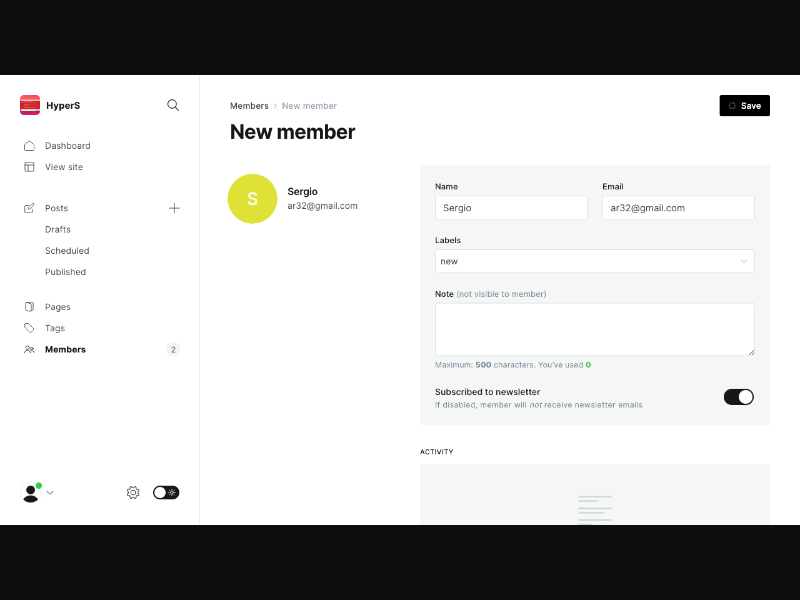 HyperS
Dashboard
View site
Posts
Drafts
Scheduled
Published
Pages
Tags
Members 2
Members › New member
Save
New member
S
Sergio
ar32@gmail.com
Name
Sergio
Email
ar32@gmail.com
Labels
new
Note (not visible to member)
Maximum: 500 characters. You've used 0
Subscribed to newsletter
If disabled, member will not receive newsletter emails
ACTIVITY